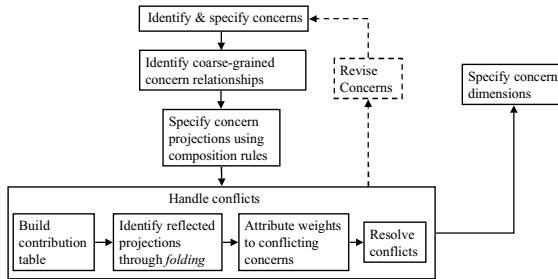 Identify & specify concerns
Identify coarse-grained
concern relationships
Revise
Concerns
Specify concern
dimensions
Specify concern
projections using
composition rules
Handle conflicts
Build
contribution
table
Identify reflected
projections
through folding
Attribute weights
to conflicting
concerns
Resolve
conflicts